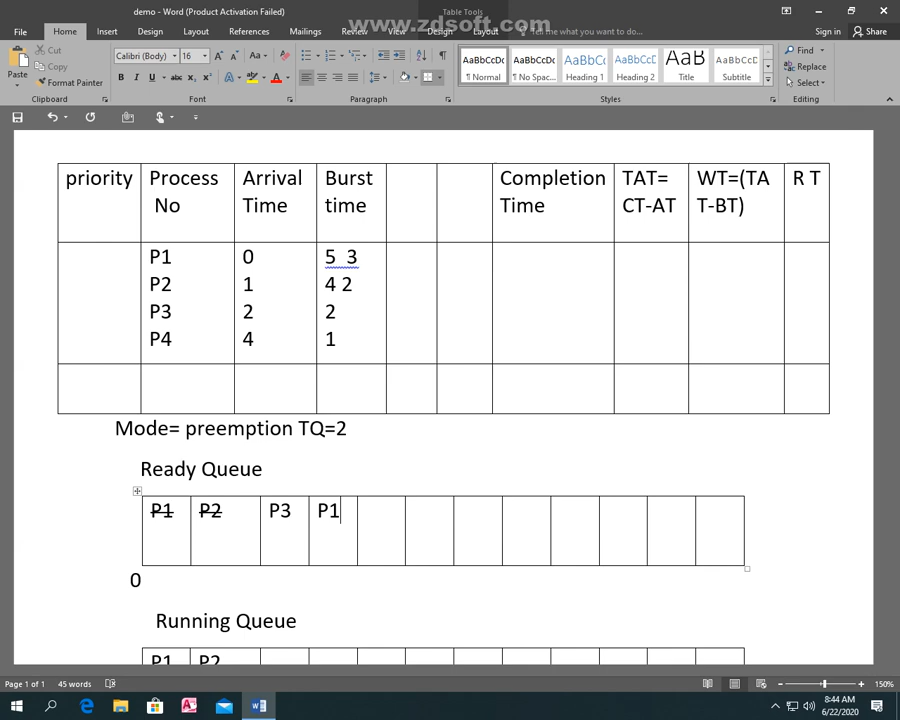 demo - Word (Product Activation Failed)
Table Tools
www.zdsoft.com
File Home Insert Design Layout References Mailings Review View Design Layout Tell me what you want to do... Sign in Share
Paste
Cut
Copy
Format Painter
Clipboard
Calibri (Body) 16
Font
Paragraph
AaBbCcDc AaBbCcDc AaBbC AaBbCcC AaB AaBbCcD
¶ Normal ¶ No Spac... Heading 1 Heading 2 Title Subtitle
Styles
Find
Replace
Select
Editing
priority Process Arrival Burst Completion TAT= WT=(TA R T
No Time time Time CT-AT T-BT)
P1 0 5 3
P2 1 4 2
P3 2 2
P4 4 1
Mode= preemption TQ=2
Ready Queue
P1 P2 P3 P1
0
Running Queue
P1 P2
Page 1 of 1 45 words 150%
8:44 AM
6/22/2020